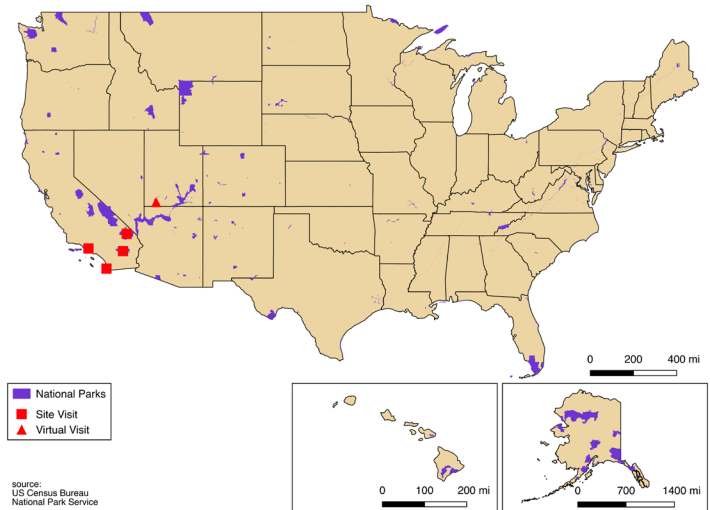 0 200 400 mi
National Parks
Site Visit
Virtual Visit
source:
US Census Bureau
National Park Service
0 100 200 mi
0 700 1400 mi